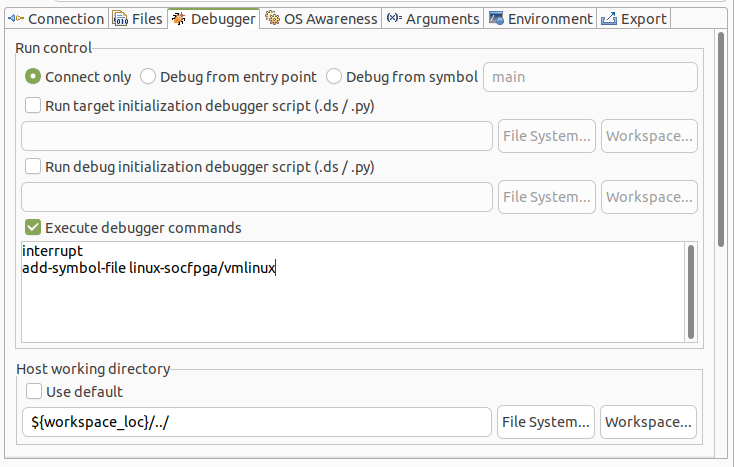 Connection Files Debugger OS Awareness Arguments Environment Export
Run control
Connect only Debug from entry point Debug from symbol main
Run target initialization debugger script (.ds / .py)
File System... Workspace...
Run debug initialization debugger script (.ds / .py)
File System... Workspace...
Execute debugger commands
interrupt
add-symbol-file linux-socfpga/vmlinux
Host working directory
Use default
${workspace_loc}/../ File System... Workspace...